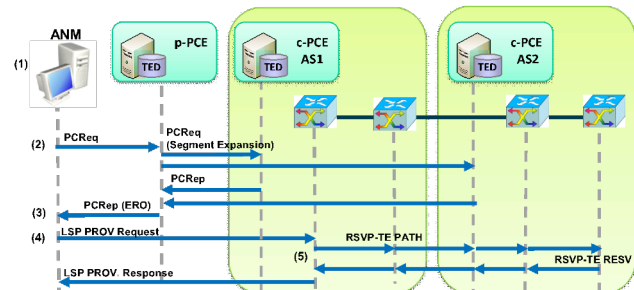 ANM
p-PCE
c-PCE
AS1
c-PCE
AS2
TED
TED
TED
(1)
(2)
PCReq
PCReq
(Segment Expansion)
PCRep
(3)
PCRep (ERO)
(4)
LSP PROV Request
(5)
RSVP-TE PATH
RSVP-TE RESV
LSP PROV. Response